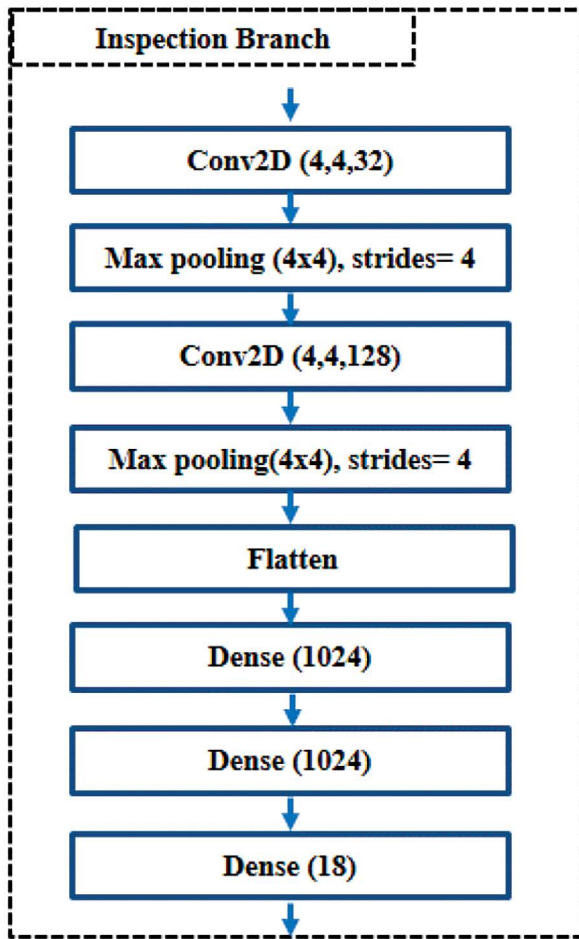 Inspection Branch
Conv2D (4,4,32)
Max pooling (4x4), strides= 4
Conv2D (4,4,128)
Max pooling(4x4), strides= 4
Flatten
Dense (1024)
Dense (1024)
Dense (18)